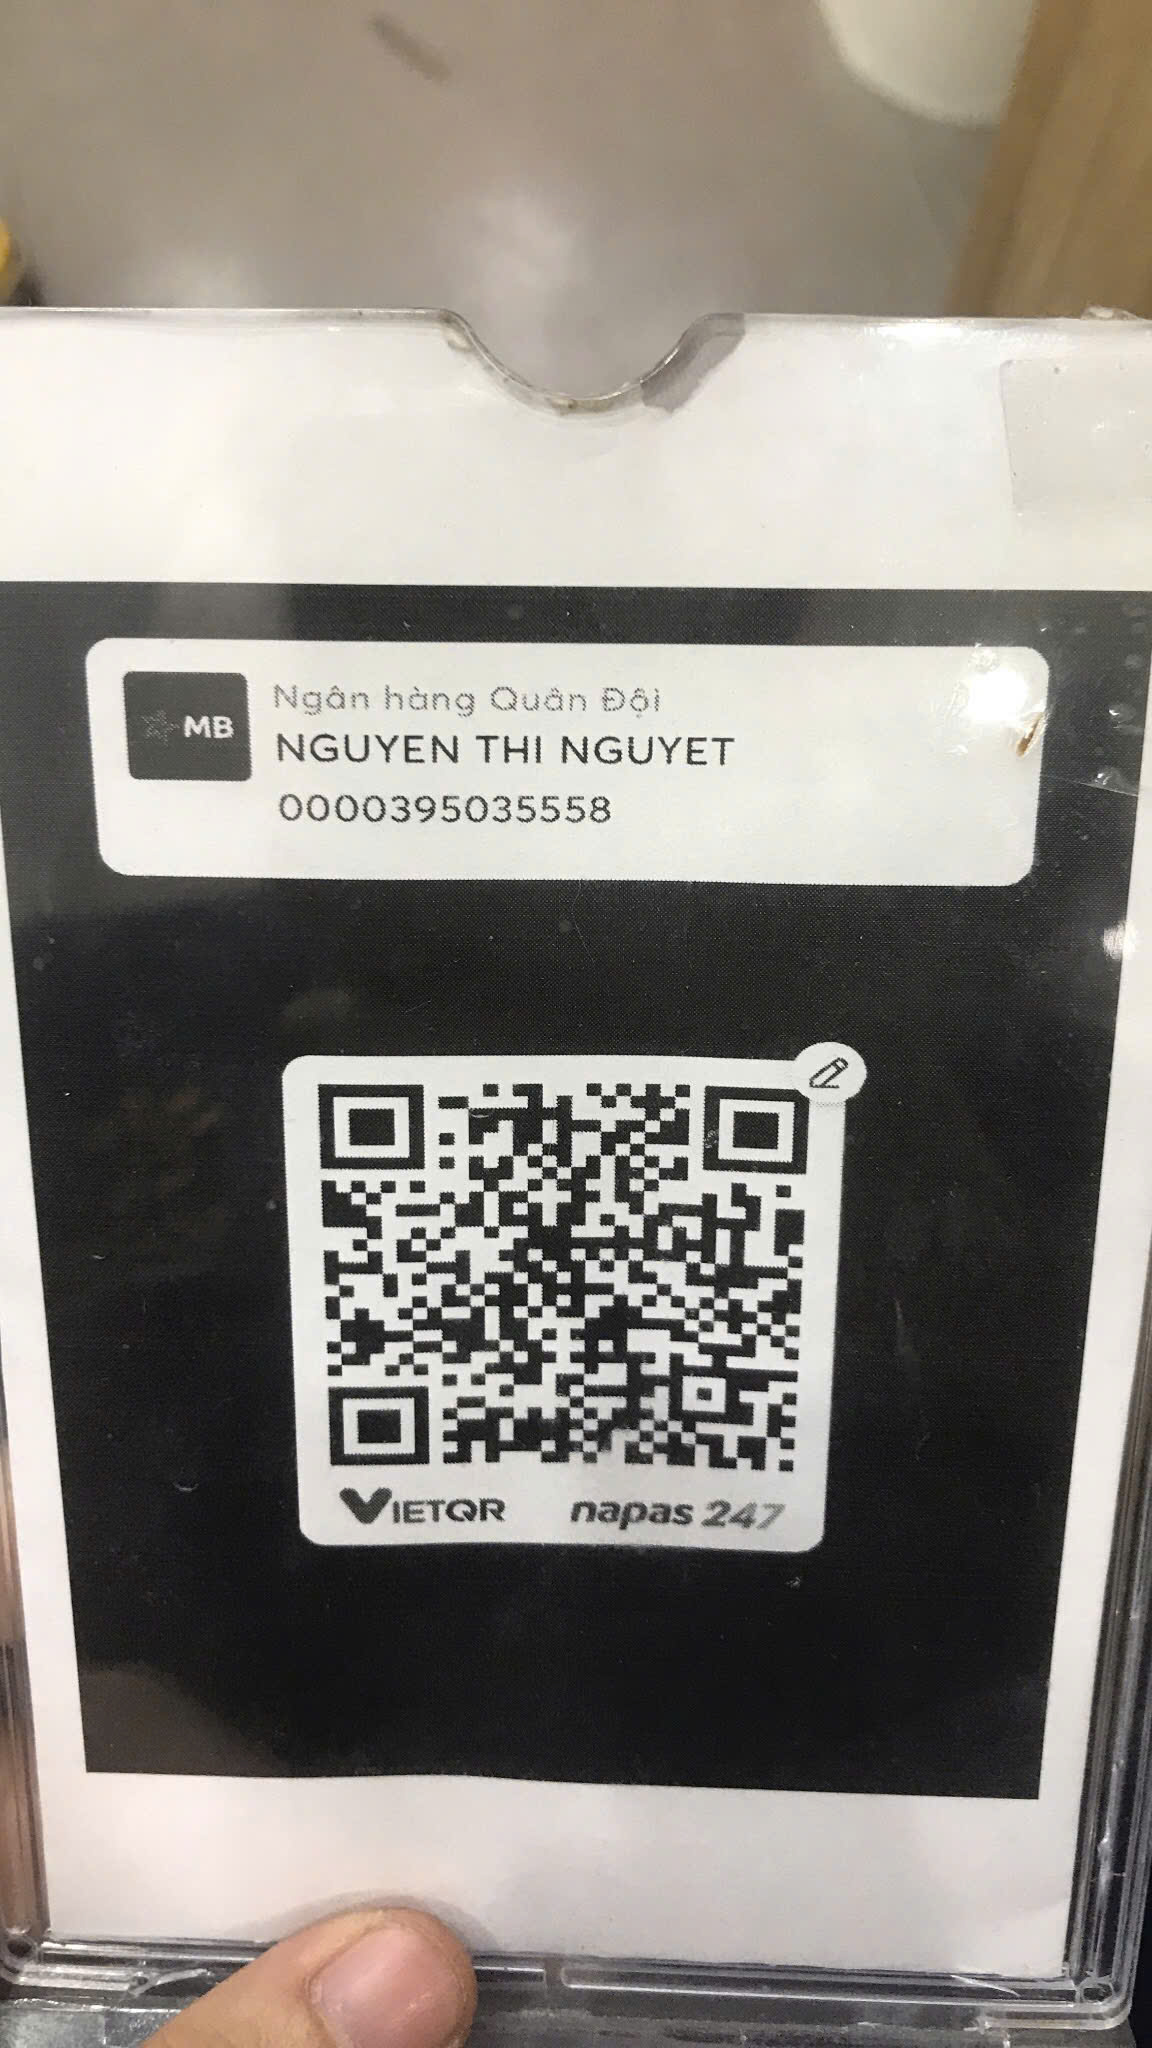 MB
Ngân hàng Quân Đội
NGUYEN THI NGUYET
0000395035558
VIETQR
napas 247